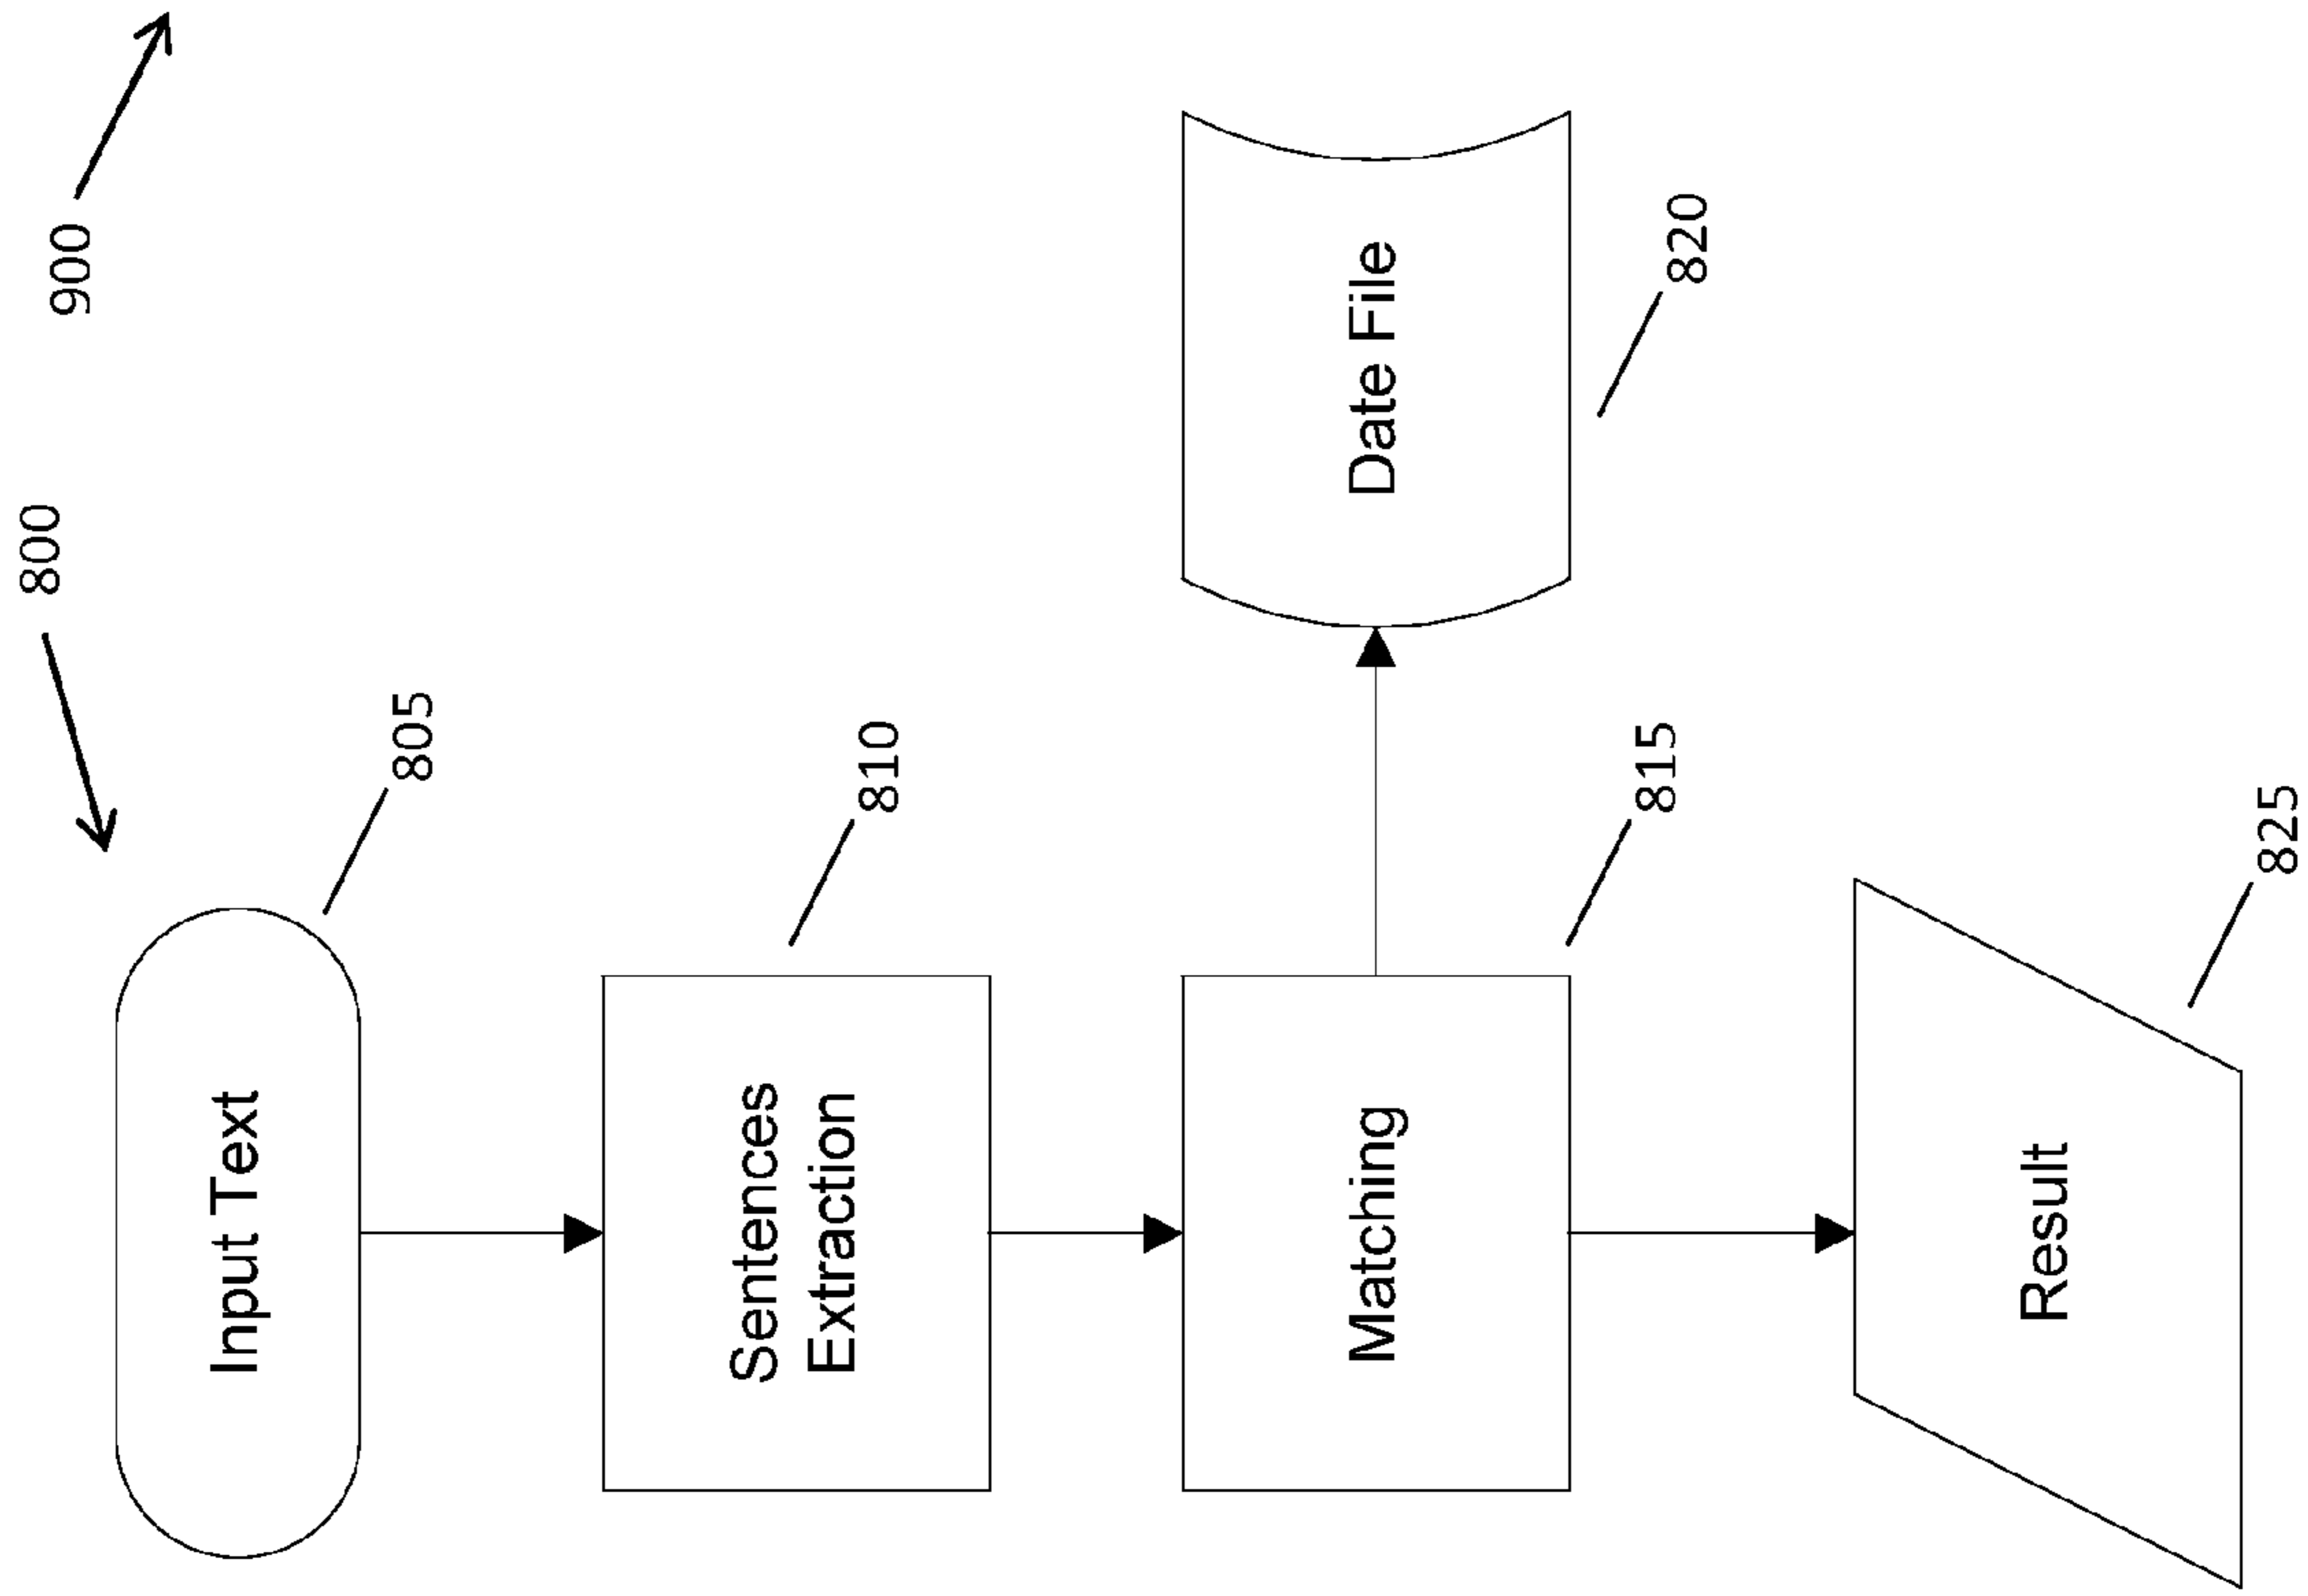 900
800
Input Text
805
Sentences
Extraction
810
Matching
815
Date File
820
Result
825